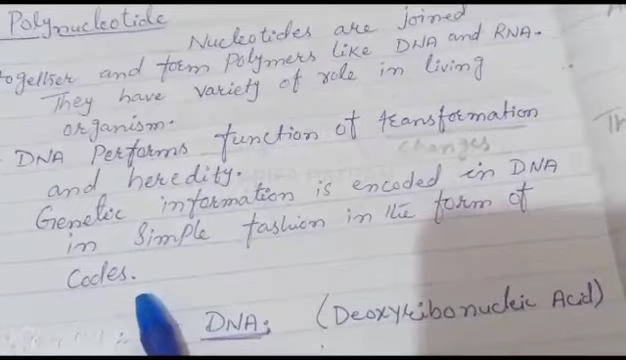 Polynucleotide
Nucleotides are joined
together and form Polymers like DNA and RNA.
They have variety of role in living
organism.
DNA Performs function of transformation
changes
and heredity.
Genetic information is encoded in DNA
in simple fashion in the form of
Codes.
DNA: (Deoxyribonucleic Acid)
Th